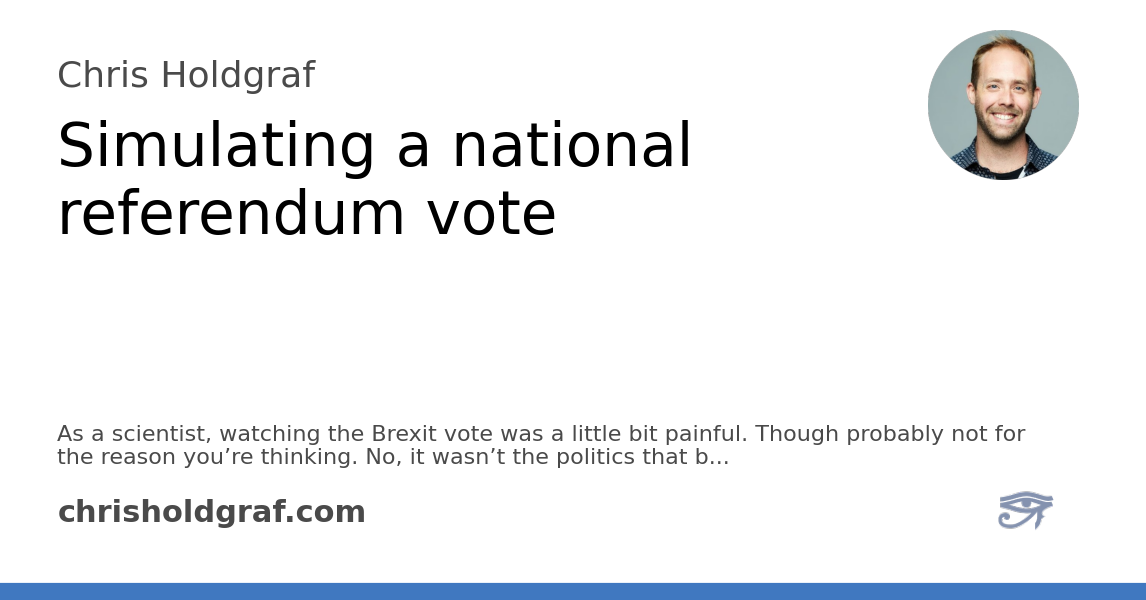 Chris Holdgraf
Simulating a national
referendum vote
As a scientist, watching the Brexit vote was a little bit painful. Though probably not for
the reason you’re thinking. No, it wasn’t the politics that b...
chrisholdgraf.com